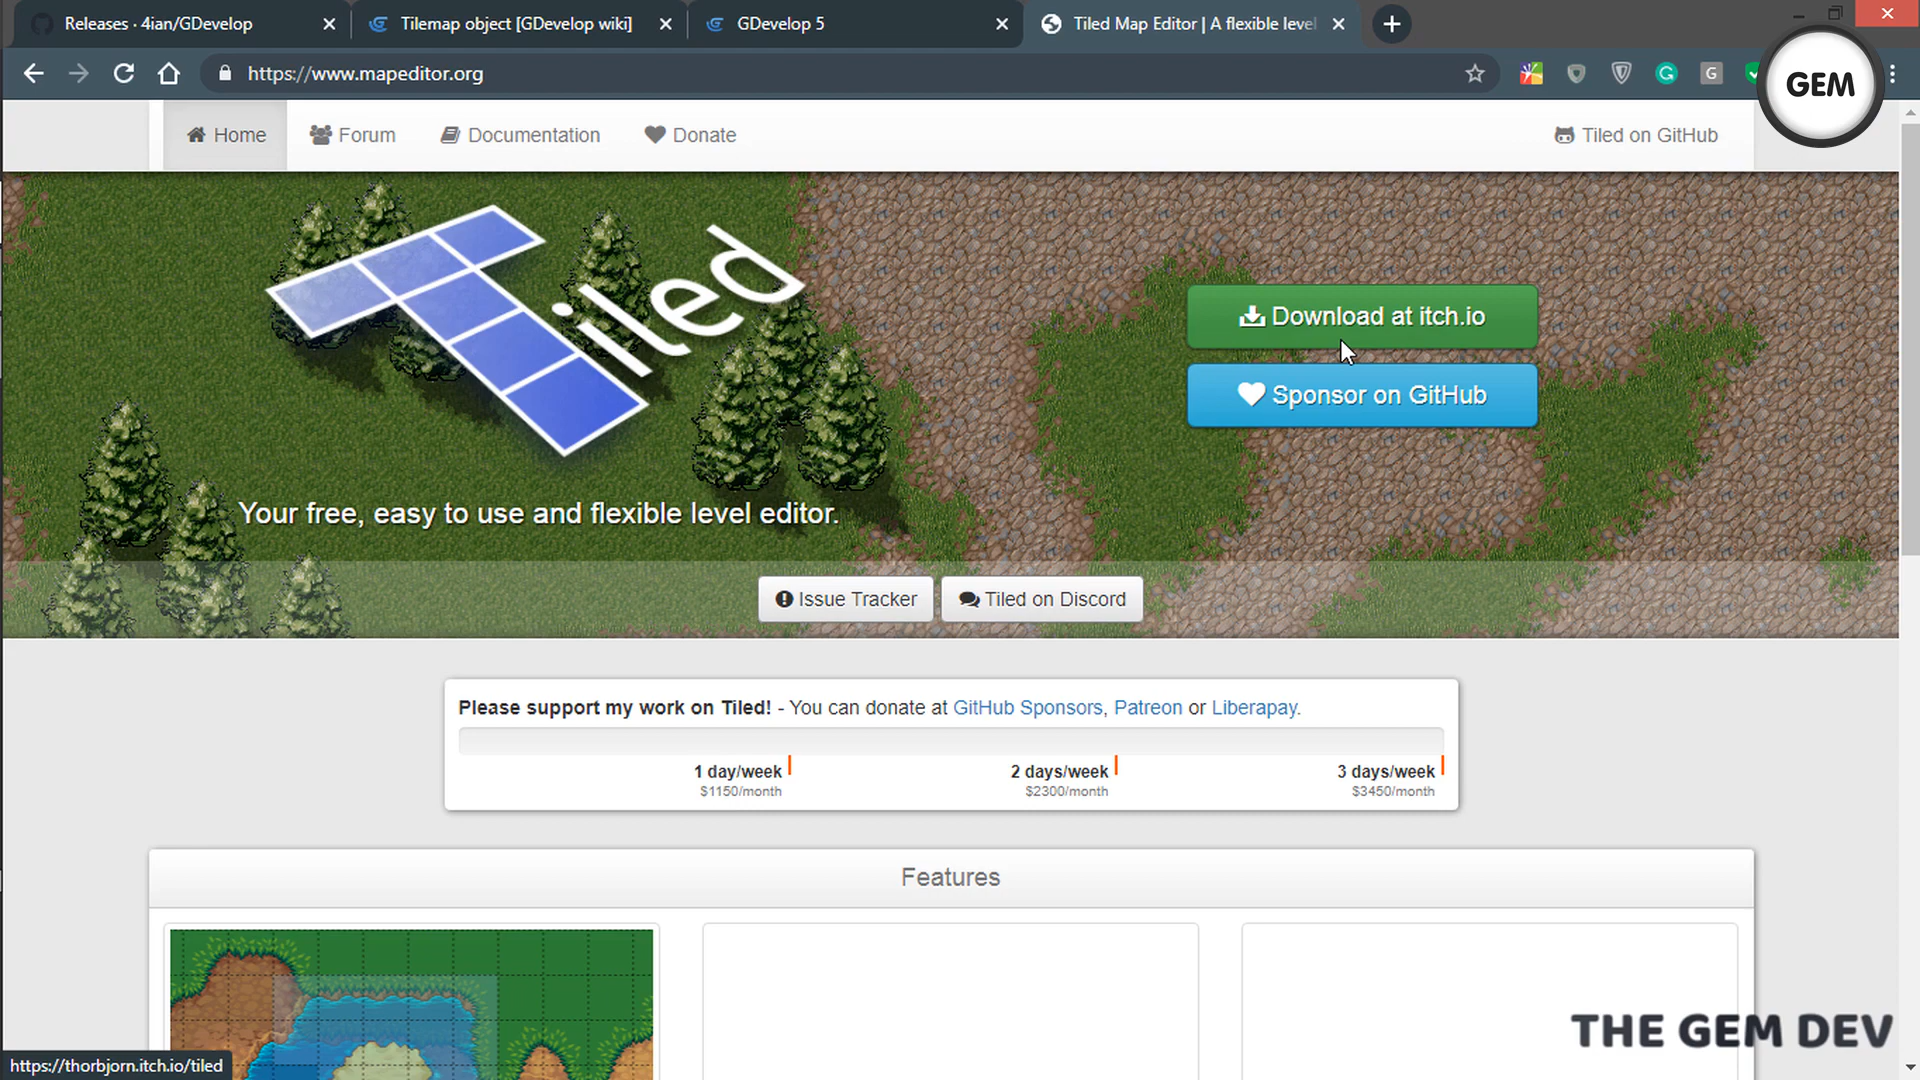 Releases · 4ian/GDevelop
Tilemap object [GDevelop wiki]
GDevelop 5
Tiled Map Editor | A flexible level
https://www.mapeditor.org
G
GEM
Home
Forum
Documentation
Donate
Tiled on GitHub
Tiled
Download at itch.io
Sponsor on GitHub
Your free, easy to use and flexible level editor.
Issue Tracker
Tiled on Discord
Please support my work on Tiled! - You can donate at GitHub Sponsors, Patreon or Liberapay.
1 day/week
2 days/week
3 days/week
$1150/month
$2300/month
$3450/month
Features
THE GEM DEV
https://thorbjorn.itch.io/tiled